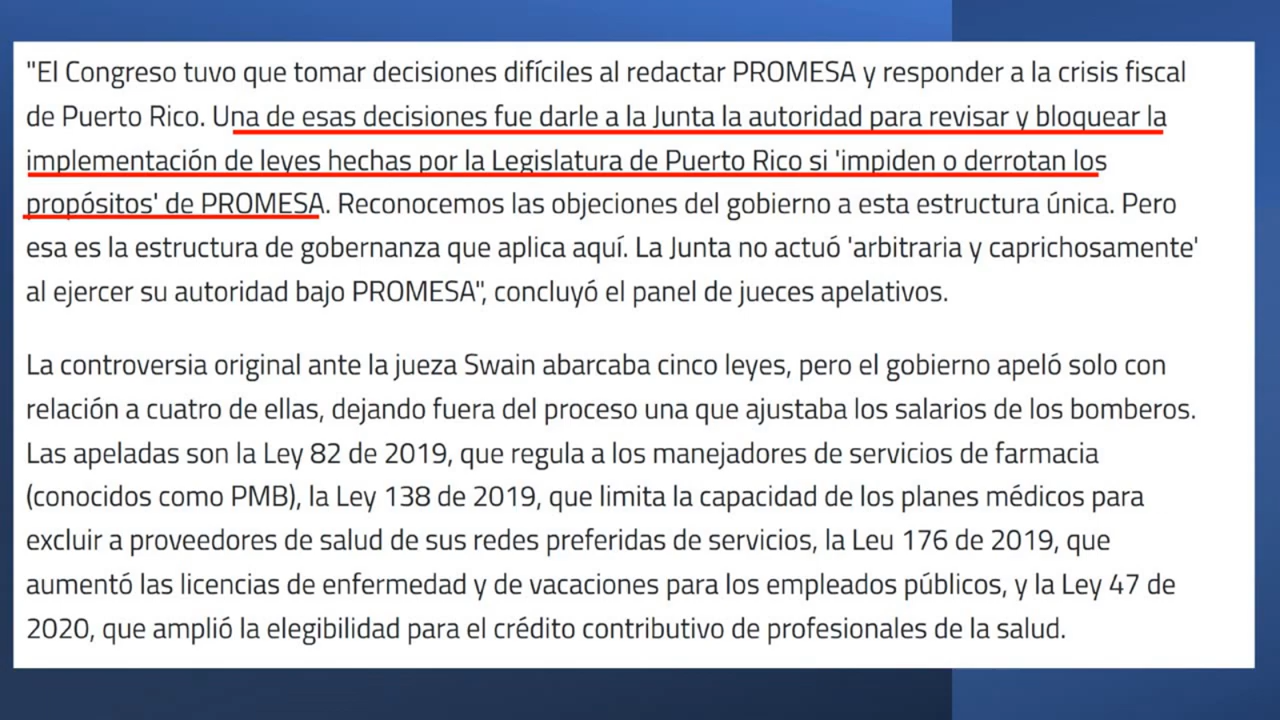 "El Congreso tuvo que tomar decisiones difíciles al redactar PROMESA y responder a la crisis fiscal
de Puerto Rico. Una de esas decisiones fue darle a la Junta la autoridad para revisar y bloquear la
implementación de leyes hechas por la Legislatura de Puerto Rico si 'impiden o derrotan los
propósitos' de PROMESA. Reconocemos las objeciones del gobierno a esta estructura única. Pero
esa es la estructura de gobernanza que aplica aquí. La Junta no actuó 'arbitraria y caprichosamente'
al ejercer su autoridad bajo PROMESA", concluyó el panel de jueces apelativos.
La controversia original ante la jueza Swain abarcaba cinco leyes, pero el gobierno apeló solo con
relación a cuatro de ellas, dejando fuera del proceso una que ajustaba los salarios de los bomberos.
Las apeladas son la Ley 82 de 2019, que regula a los manejadores de servicios de farmacia
(conocidos como PMB), la Ley 138 de 2019, que limita la capacidad de los planes médicos para
excluir a proveedores de salud de sus redes preferidas de servicios, la Leu 176 de 2019, que
aumentó las licencias de enfermedad y de vacaciones para los empleados públicos, y la Ley 47 de
2020, que amplió la elegibilidad para el crédito contributivo de profesionales de la salud.